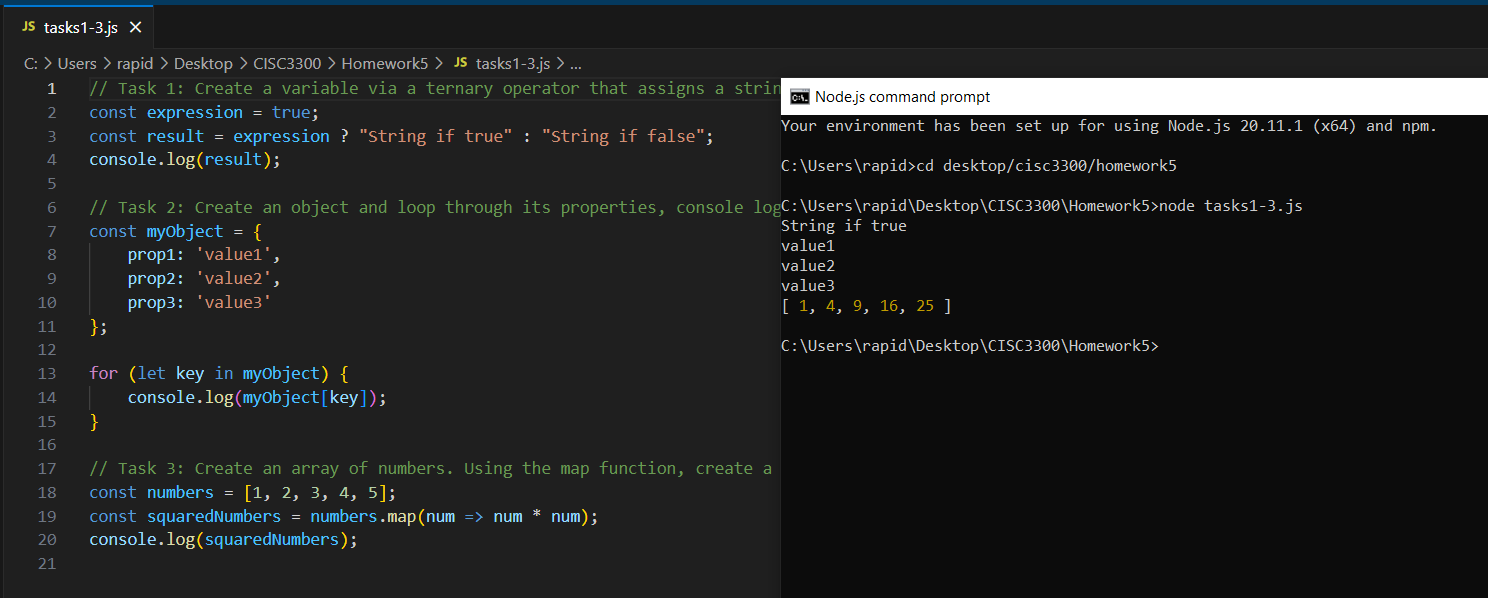 JS tasks1-3.js ×
C: > Users > rapid > Desktop > CISC3300 > Homework5 > JS tasks1-3.js > ...
1 // Task 1: Create a variable via a ternary operator that assigns a strin
2 const expression = true;
3 const result = expression ? "String if true" : "String if false";
4 console.log(result);
5
6 // Task 2: Create an object and loop through its properties, console log
7 const myObject = {
8 prop1: 'value1',
9 prop2: 'value2',
10 prop3: 'value3'
11 };
12
13 for (let key in myObject) {
14 console.log(myObject[key]);
15 }
16
17 // Task 3: Create an array of numbers. Using the map function, create a
18 const numbers = [1, 2, 3, 4, 5];
19 const squaredNumbers = numbers.map(num => num * num);
20 console.log(squaredNumbers);
21
C:\. Node.js command prompt
Your environment has been set up for using Node.js 20.11.1 (x64) and npm.
C:\Users\rapid>cd desktop/cisc3300/homework5
C:\Users\rapid\Desktop\CISC3300\Homework5>node tasks1-3.js
String if true
value1
value2
value3
[ 1, 4, 9, 16, 25 ]
C:\Users\rapid\Desktop\CISC3300\Homework5>